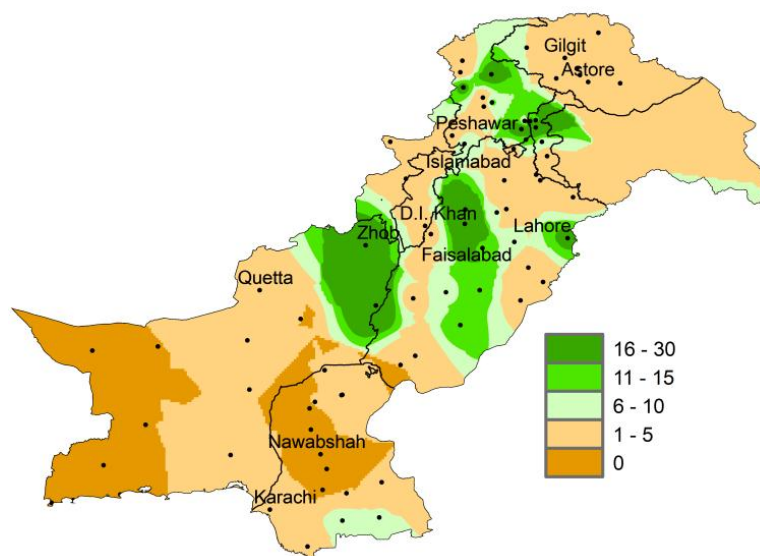 Gilgit
Astore
Peshawar
Islamabad
D.I. Khan
Zhob
Lahore
Faisalabad
Quetta
16 - 30
11 - 15
6 - 10
1 - 5
0
Nawabshah
Karachi